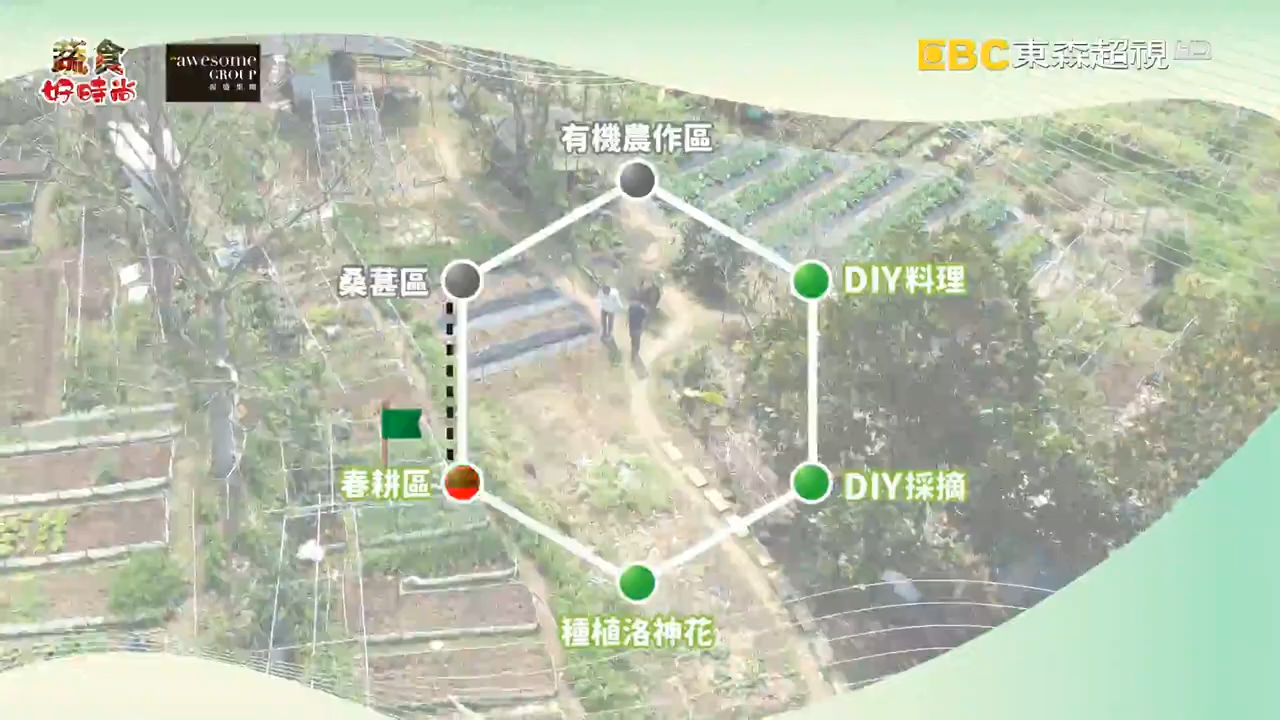 蔬食
好時尚
awesome
GROUP
EBC東森超視HD
有機農作區
桑葚區
DIY料理
春耕區
DIY採摘
種植洛神花